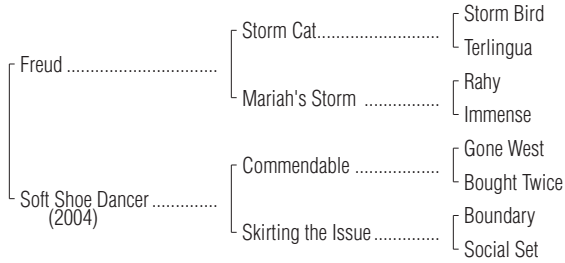 Storm Bird
Storm Cat
Terlingua
Freud
Rahy
Mariah's Storm
Immense
Gone West
Commendable
Bought Twice
Soft Shoe Dancer
(2004)
Boundary
Skirting the Issue
Social Set